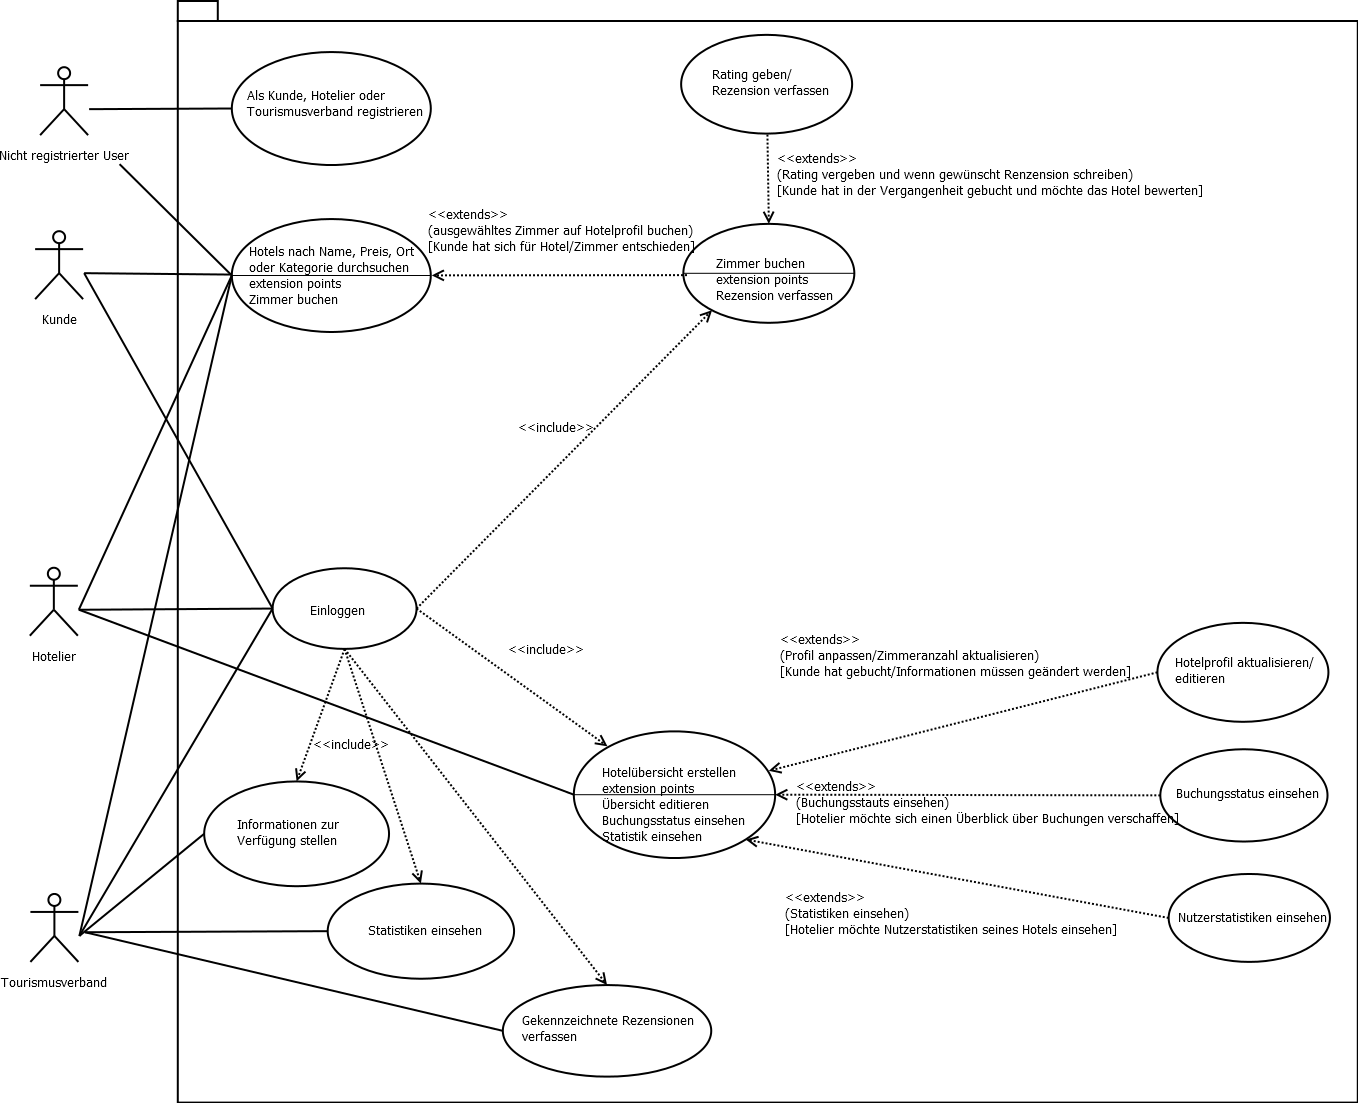 Als Kunde, Hotelier oder
Tourismusverband registrieren
Rating geben/
Rezension verfassen
Nicht registrierter User
<<extends>>
(Rating vergeben und wenn gewünscht Renzension schreiben)
[Kunde hat in der Vergangenheit gebucht und möchte das Hotel bewerten]
<<extends>>
(ausgewähltes Zimmer auf Hotelprofil buchen)
[Kunde hat sich für Hotel/Zimmer entschieden]
Hotels nach Name, Preis, Ort
oder Kategorie durchsuchen
extension points
Zimmer buchen
Zimmer buchen
extension points
Rezension verfassen
Kunde
<<include>>
Einloggen
Hotelier
<<include>>
<<extends>>
(Profil anpassen/Zimmeranzahl aktualisieren)
[Kunde hat gebucht/Informationen müssen geändert werden]
Hotelprofil aktualisieren/
editieren
<<include>>
Hotelübersicht erstellen
extension points
Übersicht editieren
Buchungsstatus einsehen
Statistik einsehen
<<extends>>
(Buchungsstauts einsehen)
[Hotelier möchte sich einen Überblick über Buchungen verschaffen]
Buchungsstatus einsehen
Informationen zur
Verfügung stellen
<<extends>>
(Statistiken einsehen)
[Hotelier möchte Nutzerstatistiken seines Hotels einsehen]
Nutzerstatistiken einsehen
Statistiken einsehen
Tourismusverband
Gekennzeichnete Rezensionen
verfassen